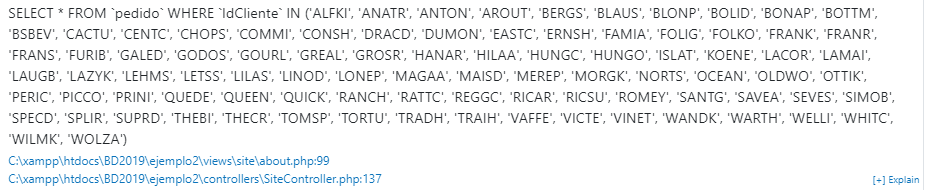 SELECT * FROM `pedido` WHERE `IdCliente` IN ('ALFKI', 'ANATR', 'ANTON', 'AROUT', 'BERGS', 'BLAUS', 'BLONP', 'BOLID', 'BONAP', 'BOTTM',
'BSBEV', 'CACTU', 'CENTC', 'CHOPS', 'COMMI', 'CONSH', 'DRACD', 'DUMON', 'EASTC', 'ERNSH', 'FAMIA', 'FOLIG', 'FOLKO', 'FRANK', 'FRANR',
'FRANS', 'FURIB', 'GALED', 'GODOS', 'GOURL', 'GREAL', 'GROSR', 'HANAR', 'HILAA', 'HUNGC', 'HUNGO', 'ISLAT', 'KOENE', 'LACOR', 'LAMAI',
'LAUGB', 'LAZYK', 'LEHMS', 'LETSS', 'LILAS', 'LINOD', 'LONEP', 'MAGAA', 'MAISD', 'MEREP', 'MORGK', 'NORTS', 'OCEAN', 'OLDWO', 'OTTIK',
'PERIC', 'PICCO', 'PRINI', 'QUEDE', 'QUEEN', 'QUICK', 'RANCH', 'RATTC', 'REGGC', 'RICAR', 'RICSU', 'ROMEY', 'SANTG', 'SAVEA', 'SEVES', 'SIMOB',
'SPECD', 'SPLIR', 'SUPRD', 'THEBI', 'THECR', 'TOMSP', 'TORTU', 'TRADH', 'TRAIH', 'VAFFE', 'VICTE', 'VINET', 'WANDK', 'WARTH', 'WELLI', 'WHITC',
'WILMK', 'WOLZA')
C:\xampp\htdocs\BD2019\ejemplo2\views\site\about.php:99
C:\xampp\htdocs\BD2019\ejemplo2\controllers\SiteController.php:137
[+] Explain